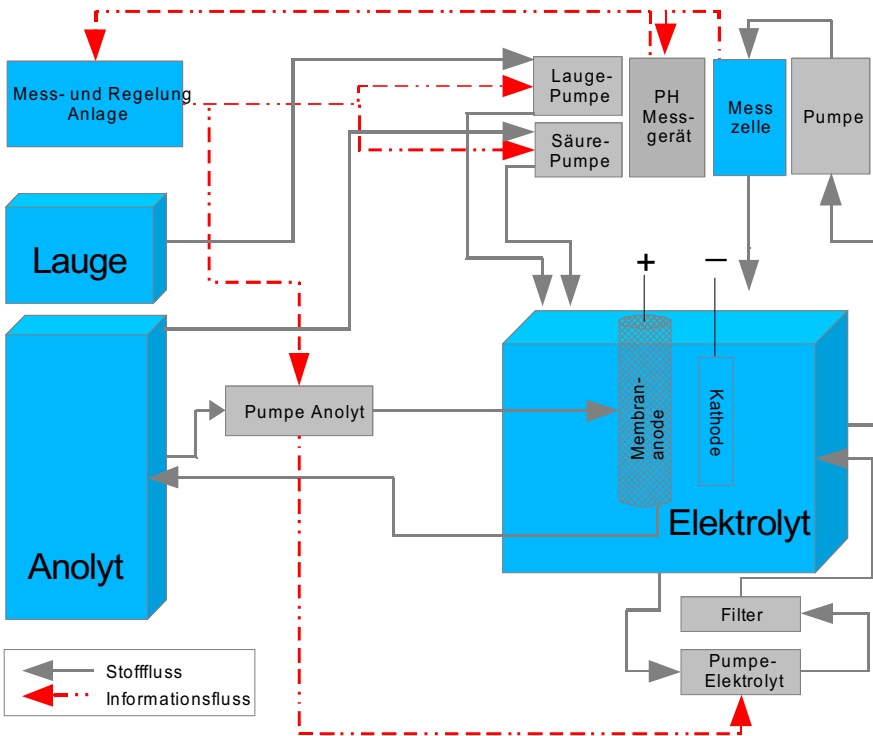 Mess- und Regelung
Anlage
Lauge-
Pumpe
Säure-
Pumpe
PH
Mess-
gerät
Mess
zelle
Pumpe
Lauge
+
−
Anolyt
Pumpe Anolyt
Membran-
anode
Kathode
Elektrolyt
Filter
Pumpe-
Elektrolyt
Stofffluss
Informationsfluss